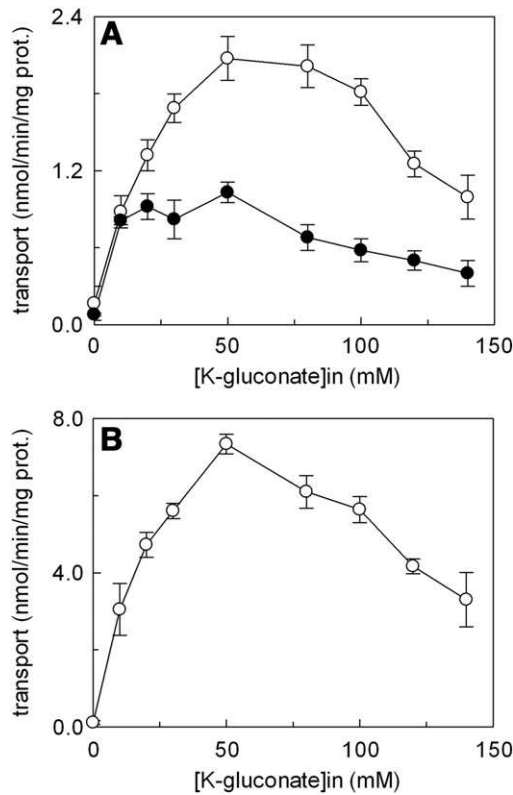 A
2.4
1.2
0.0
transport (nmol/min/mg prot.)
0 50 100 150
[K-gluconate]in (mM)
B
8.0
4.0
0.0
transport (nmol/min/mg prot.)
0 50 100 150
[K-gluconate]in (mM)